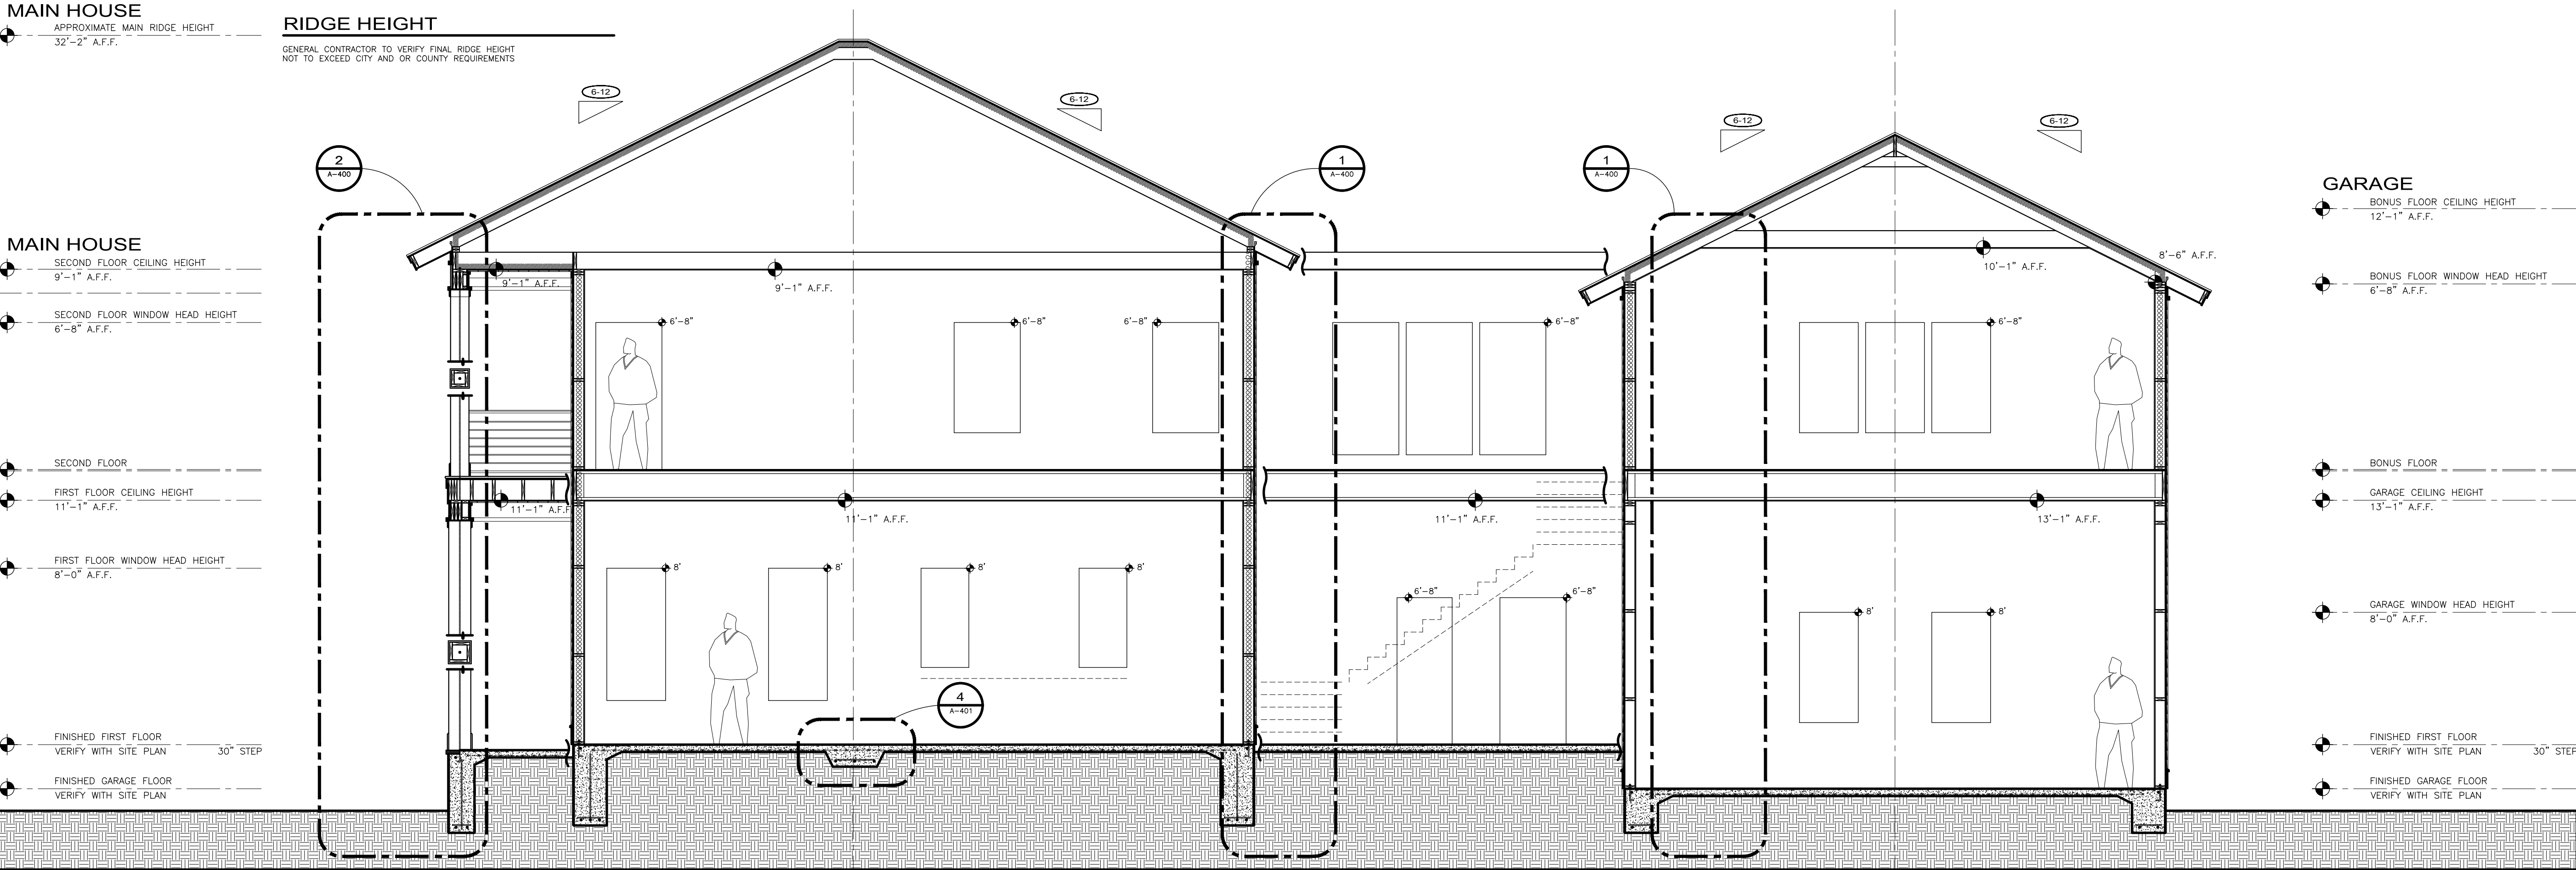 MAIN HOUSE
APPROXIMATE MAIN RIDGE HEIGHT
32'-2" A.F.F.
RIDGE HEIGHT
GENERAL CONTRACTOR TO VERIFY FINAL RIDGE HEIGHT
NOT TO EXCEED CITY AND OR COUNTY REQUIREMENTS
6-12
6-12
6-12
6-12
2
A-400
1
A-400
1
A-400
MAIN HOUSE
SECOND FLOOR CEILING HEIGHT
9'-1" A.F.F.
SECOND FLOOR WINDOW HEAD HEIGHT
6'-8" A.F.F.
SECOND FLOOR
FIRST FLOOR CEILING HEIGHT
11'-1" A.F.F.
FIRST FLOOR WINDOW HEAD HEIGHT
8'-0" A.F.F.
FINISHED FIRST FLOOR
VERIFY WITH SITE PLAN 30" STEP
FINISHED GARAGE FLOOR
VERIFY WITH SITE PLAN
9'-1" A.F.F.
9'-1" A.F.F.
10'-1" A.F.F.
8'-6" A.F.F.
6'-8"
6'-8"
6'-8"
6'-8"
6'-8"
11'-1" A.F.F
11'-1" A.F.F.
11'-1" A.F.F.
13'-1" A.F.F.
8'
8'
8'
8'
6'-8"
6'-8"
8'
8'
4
A-401
GARAGE
BONUS FLOOR CEILING HEIGHT
12'-1" A.F.F.
BONUS FLOOR WINDOW HEAD HEIGHT
6'-8" A.F.F.
BONUS FLOOR
GARAGE CEILING HEIGHT
13'-1" A.F.F.
GARAGE WINDOW HEAD HEIGHT
8'-0" A.F.F.
FINISHED FIRST FLOOR
VERIFY WITH SITE PLAN 30" STEP
FINISHED GARAGE FLOOR
VERIFY WITH SITE PLAN